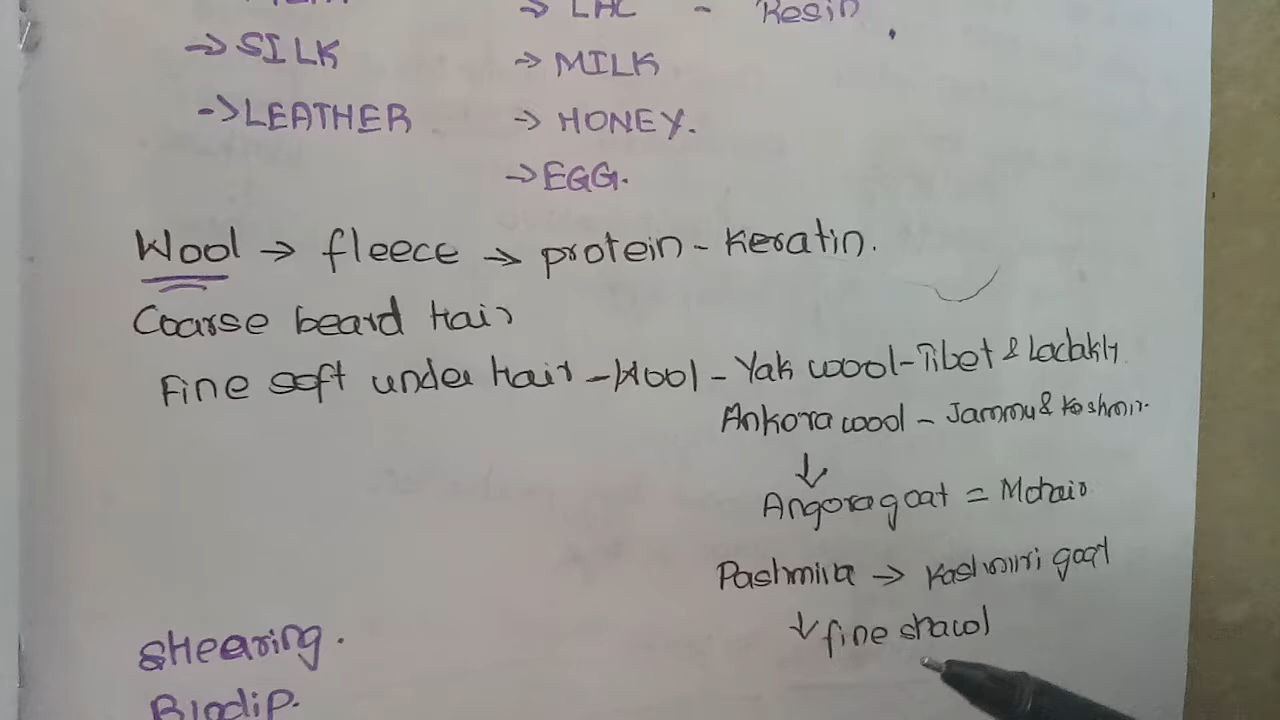 → LAC - Resin
→ SILK
→ MILK
→ LEATHER
→ HONEY.
→ EGG.
Wool → fleece → protein - Keratin.
Coarse beard Hair
Fine soft under Hair - Wool - Yak wool - Tibet & Ladakh
Ankora wool - Jammu & Kashmir.
↓
Angora goat = Mohair
Pashmina → Kashmiri goat
↓ fine shawl
Shearing.